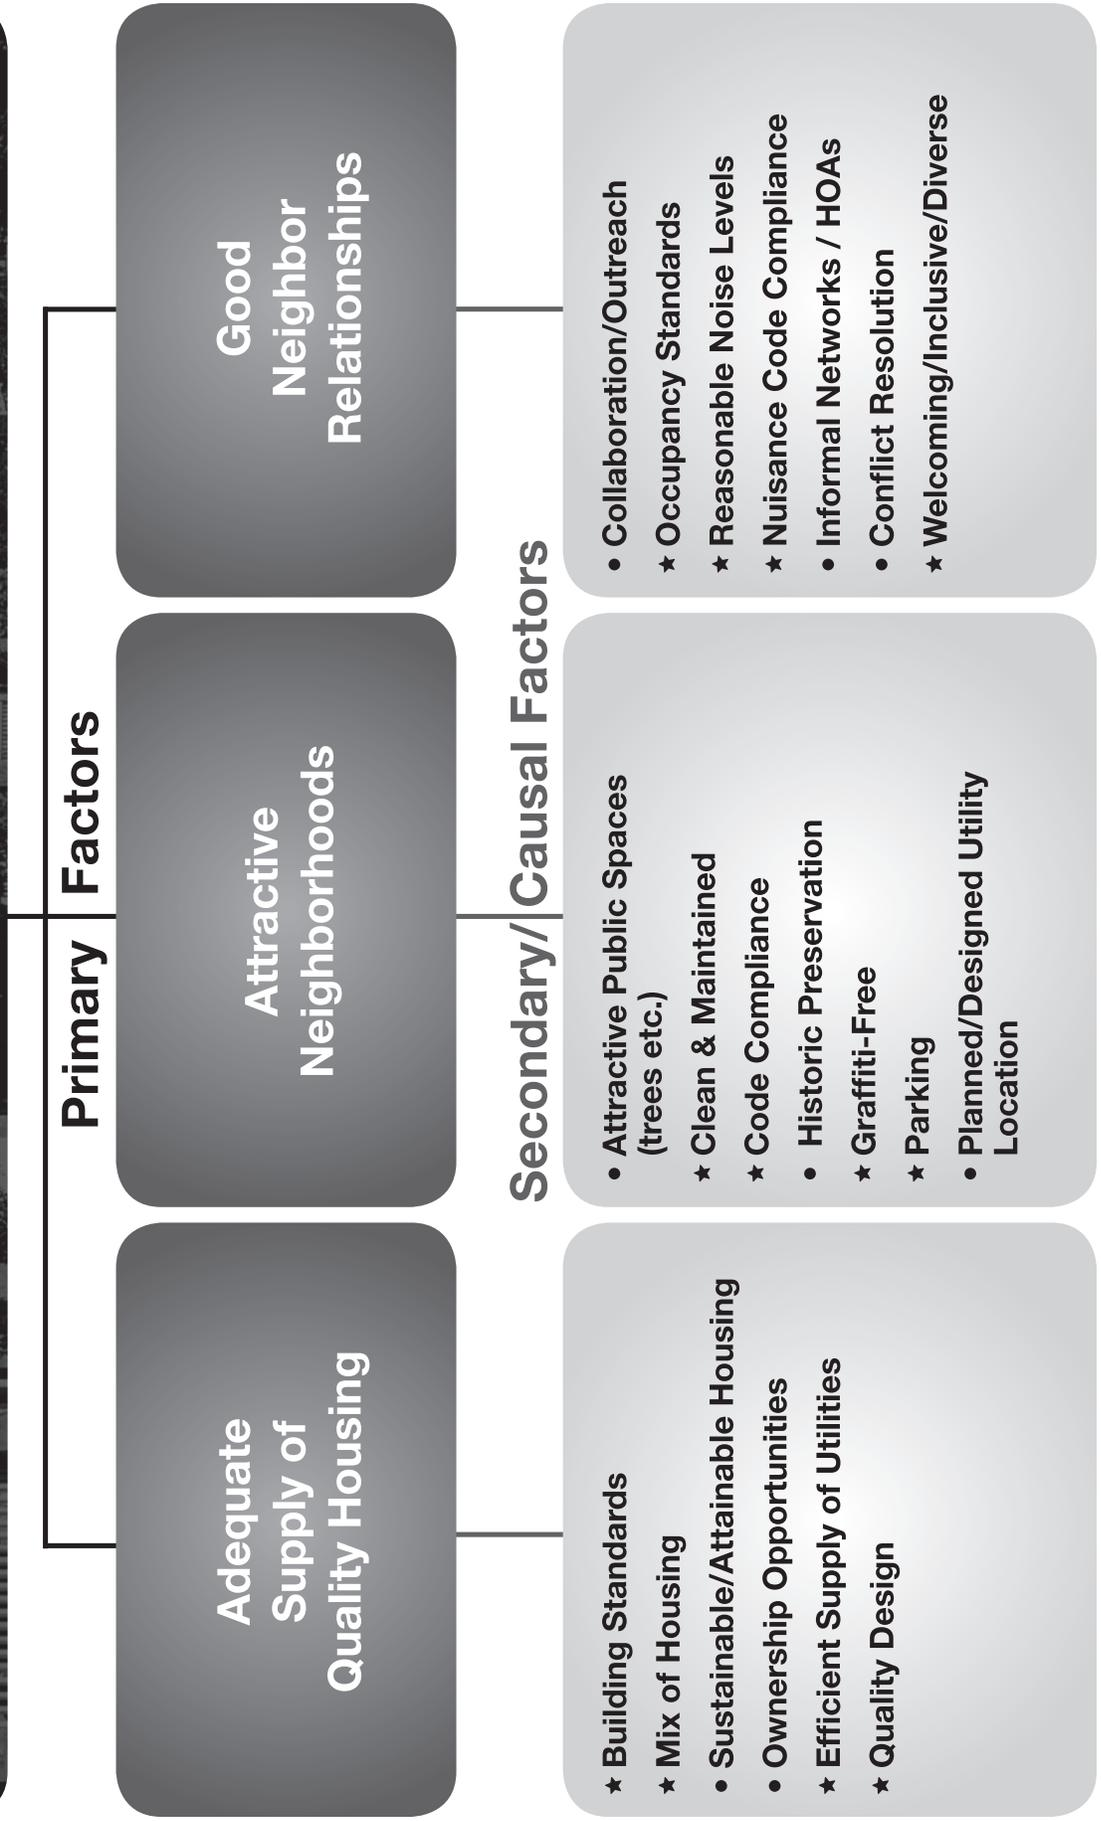 Primary Factors
Adequate
Supply of
Quality Housing
Attractive
Neighborhoods
Good
Neighbor
Relationships
Secondary/ Causal Factors
★ Building Standards
★ Mix of Housing
• Sustainable/Attainable Housing
• Ownership Opportunities
★ Efficient Supply of Utilities
★ Quality Design
• Attractive Public Spaces
(trees etc.)
★ Clean & Maintained
★ Code Compliance
• Historic Preservation
★ Graffiti-Free
★ Parking
• Planned/Designed Utility
Location
• Collaboration/Outreach
★ Occupancy Standards
★ Reasonable Noise Levels
★ Nuisance Code Compliance
• Informal Networks / HOAs
• Conflict Resolution
★ Welcoming/Inclusive/Diverse